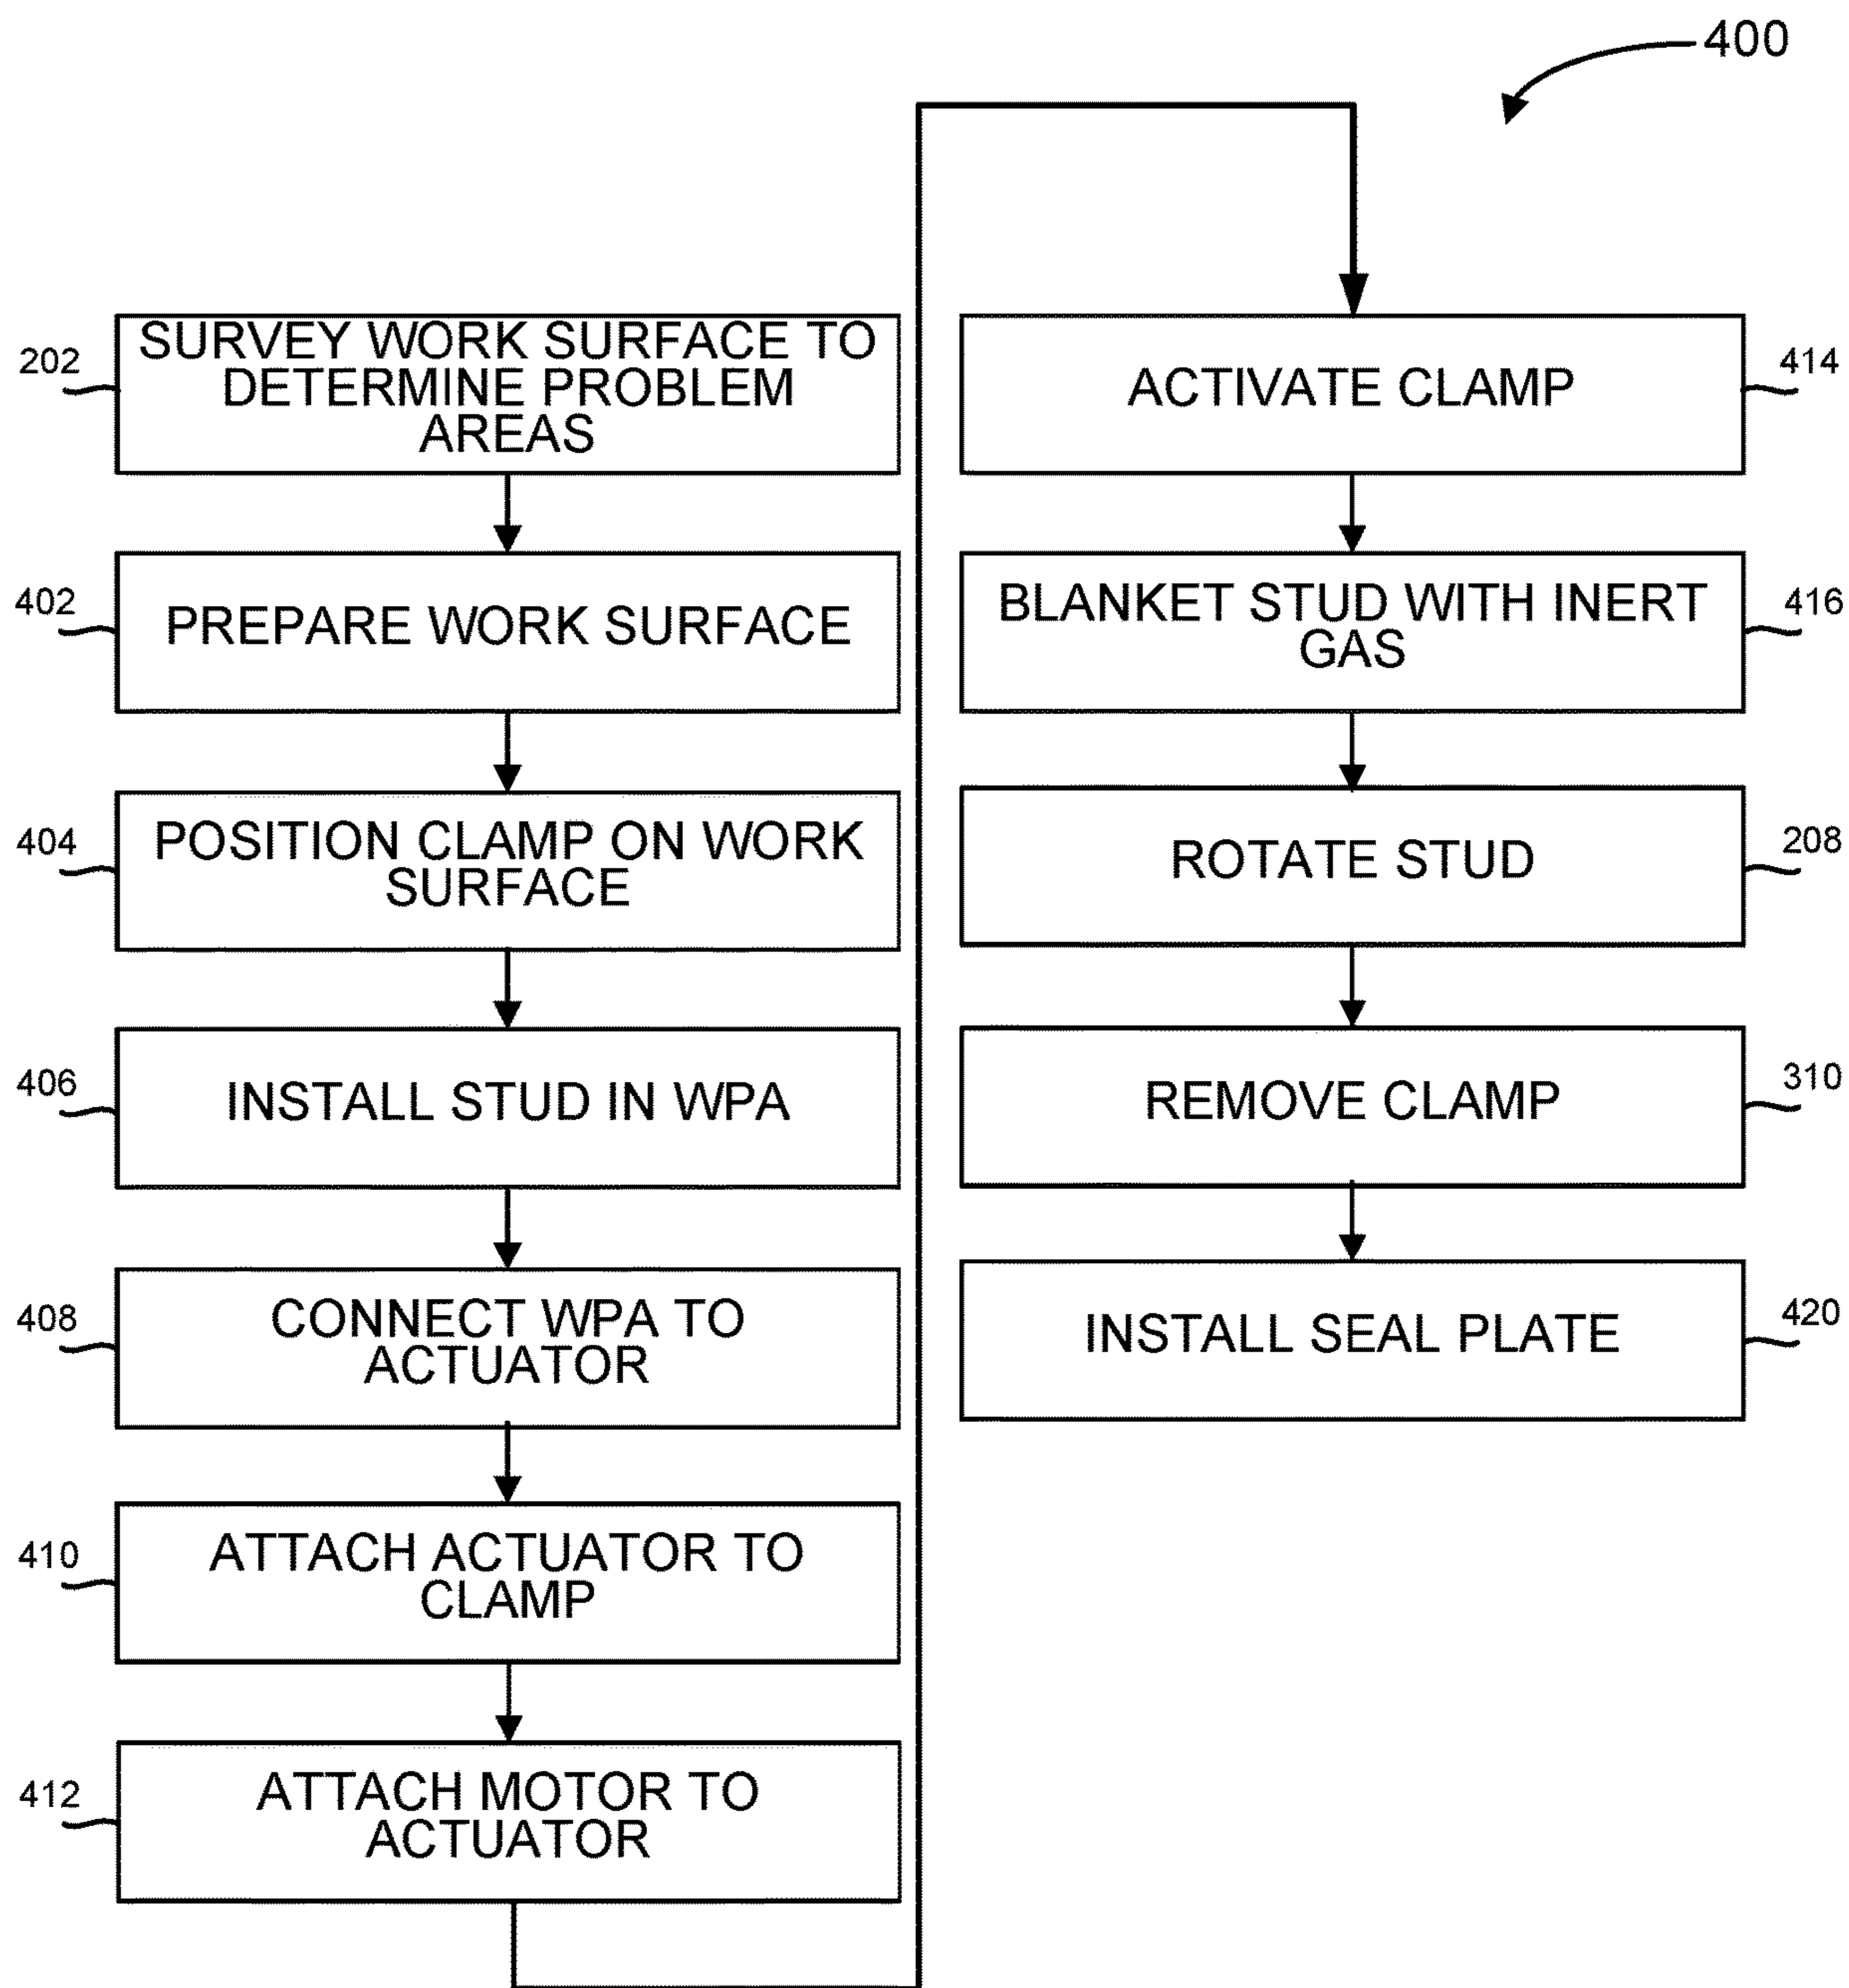 400
202
SURVEY WORK SURFACE TO
DETERMINE PROBLEM
AREAS
402
PREPARE WORK SURFACE
404
POSITION CLAMP ON WORK
SURFACE
406
INSTALL STUD IN WPA
408
CONNECT WPA TO
ACTUATOR
410
ATTACH ACTUATOR TO
CLAMP
412
ATTACH MOTOR TO
ACTUATOR
ACTIVATE CLAMP
414
BLANKET STUD WITH INERT
GAS
416
ROTATE STUD
208
REMOVE CLAMP
310
INSTALL SEAL PLATE
420